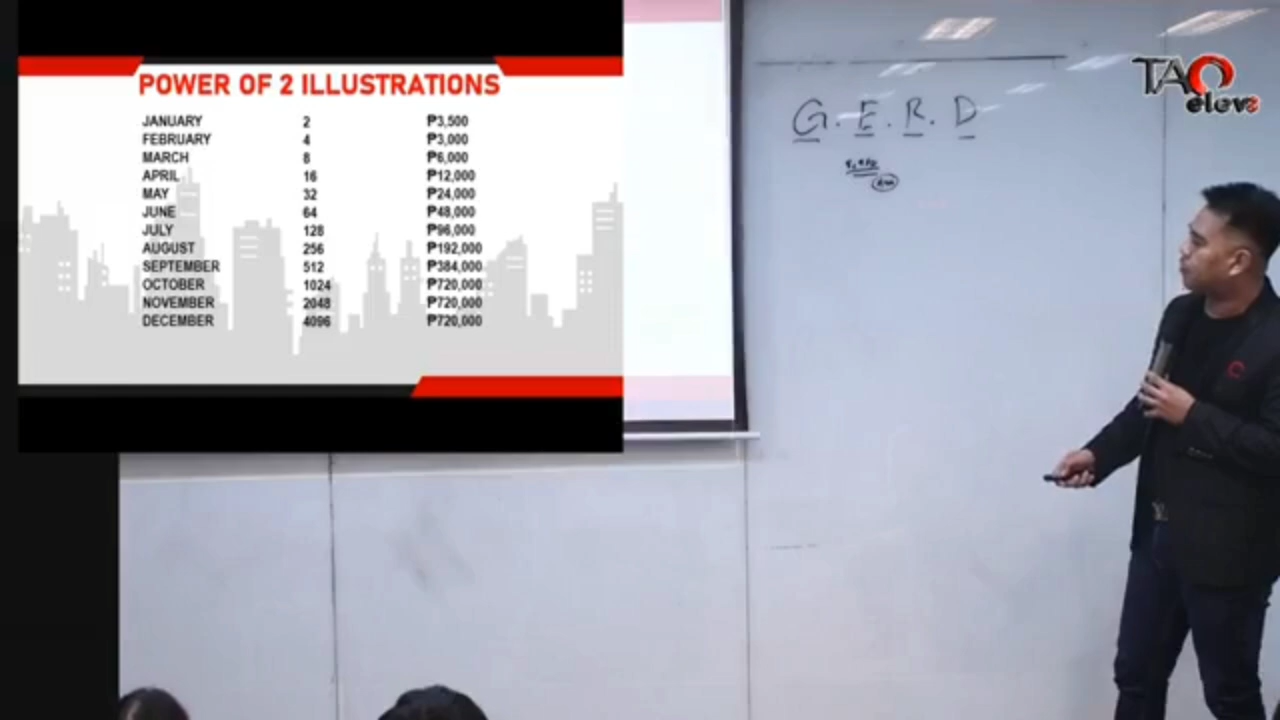 POWER OF 2 ILLUSTRATIONS
JANUARY 2 ₱3,500
FEBRUARY 4 ₱3,000
MARCH 8 ₱6,000
APRIL 16 ₱12,000
MAY 32 ₱24,000
JUNE 64 ₱48,000
JULY 128 ₱96,000
AUGUST 256 ₱192,000
SEPTEMBER 512 ₱384,000
OCTOBER 1024 ₱720,000
NOVEMBER 2048 ₱720,000
DECEMBER 4096 ₱720,000
G. E. R. D
TAO
elev8